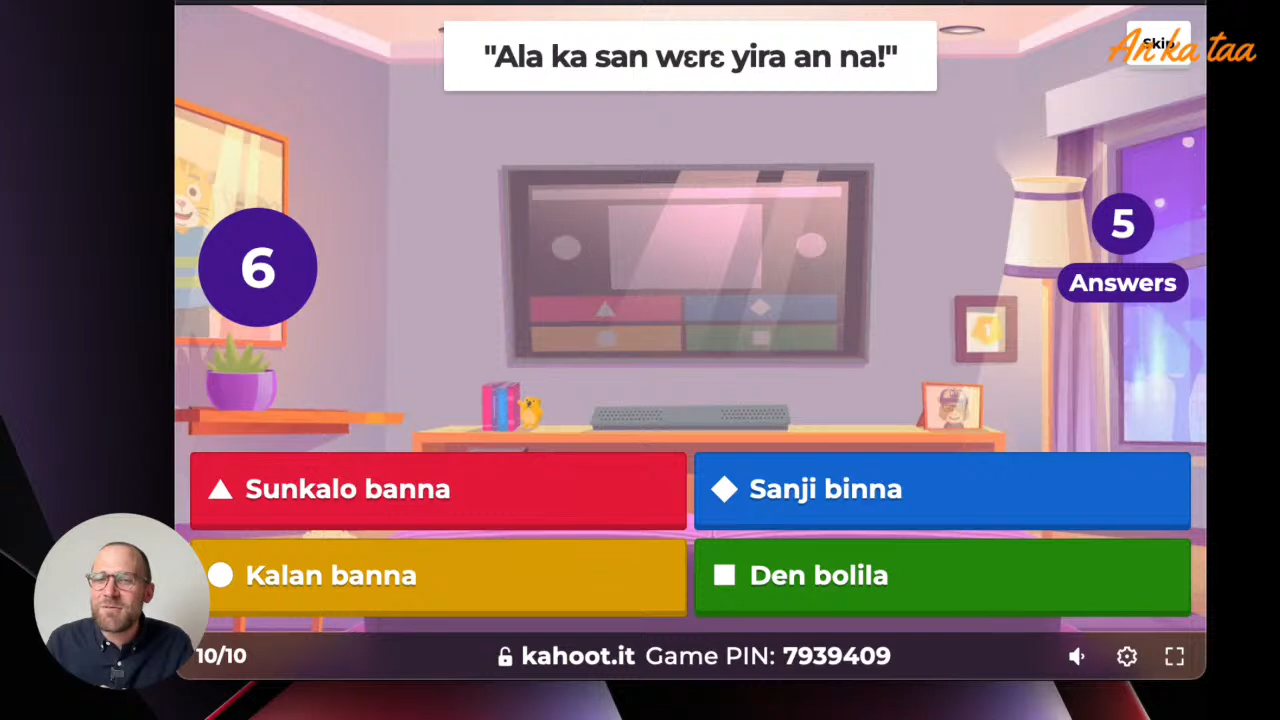 "Ala ka san wɛrɛ yira an na!"
Skip
An ka taa
6
5
Answers
Sunkalo banna
Sanji binna
Kalan banna
Den bolila
10/10
kahoot.it Game PIN: 7939409